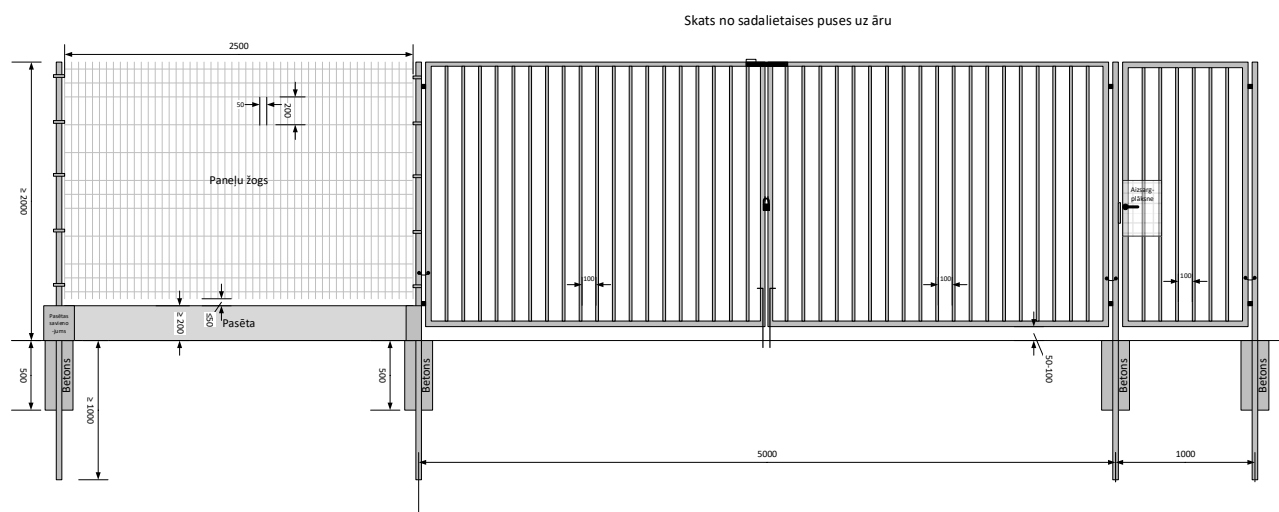 Skats no sadalietaises puses uz āru
2500
50
200
≥ 2000
Paneļu žogs
Aizsarg-
plāksne
100
100
100
≤50
≥ 200
Pasētas
savieno
-jums
Pasēta
50-100
500
Betons
≥ 1000
500
Betons
Betons
Betons
5000
1000